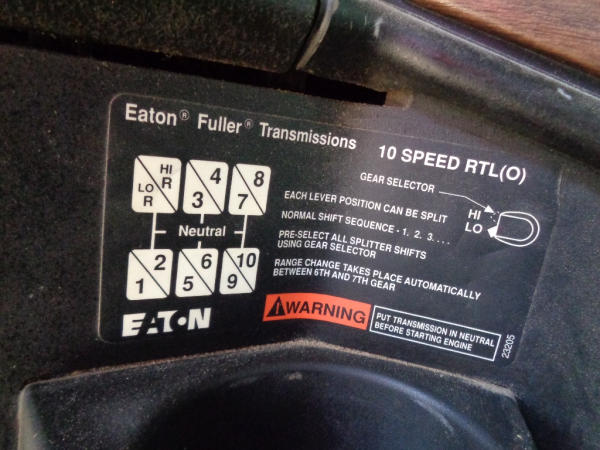 Eaton® Fuller® Transmissions
10 SPEED RTL(O)
HI R
LO R
4
3
8
7
Neutral
2
1
6
5
10
9
GEAR SELECTOR
HI
LO
EACH LEVER POSITION CAN BE SPLIT
NORMAL SHIFT SEQUENCE - 1. 2. 3. . . .
PRE-SELECT ALL SPLITTER SHIFTS
USING GEAR SELECTOR
RANGE CHANGE TAKES PLACE AUTOMATICALLY
BETWEEN 6TH AND 7TH GEAR
EATON
WARNING
PUT TRANSMISSION IN NEUTRAL
BEFORE STARTING ENGINE
23205